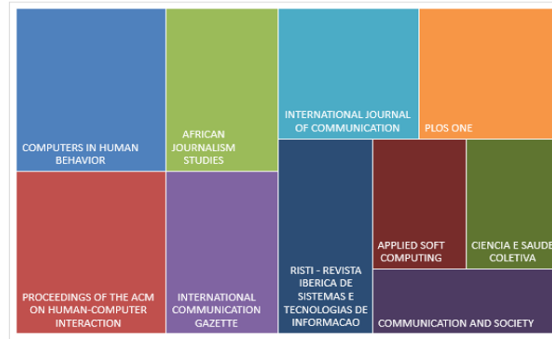 COMPUTERS IN HUMAN
BEHAVIOR
AFRICAN
JOURNALISM
STUDIES
INTERNATIONAL JOURNAL
OF COMMUNICATION
PLOS ONE
PROCEEDINGS OF THE ACM
ON HUMAN-COMPUTER
INTERACTION
INTERNATIONAL
COMMUNICATION
GAZETTE
RISTI - REVISTA
IBERICA DE
SISTEMAS E
TECNOLOGIAS DE
INFORMACAO
APPLIED SOFT
COMPUTING
CIENCIA E SAUDE
COLETIVA
COMMUNICATION AND SOCIETY